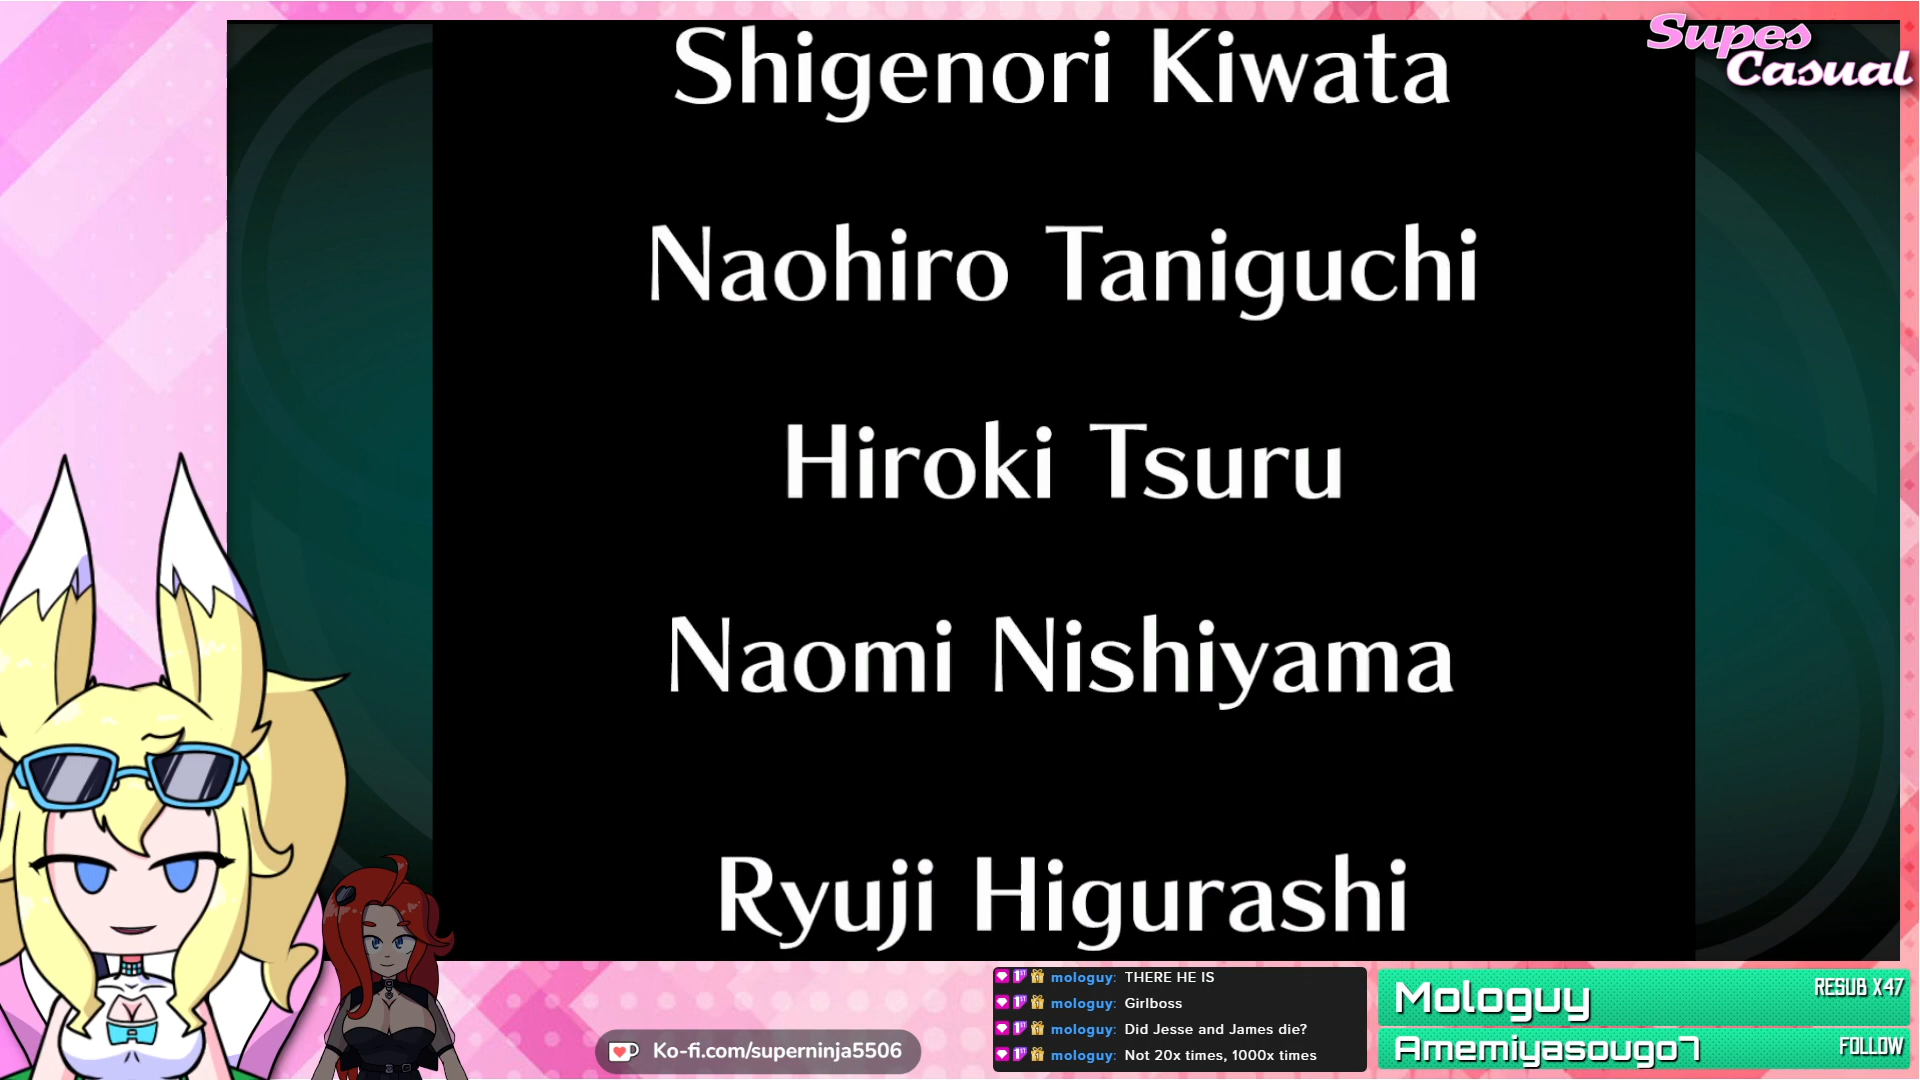 Supes
Casual
Shigenori Kiwata
Naohiro Taniguchi
Hiroki Tsuru
Naomi Nishiyama
Ryuji Higurashi
Ko-fi.com/superninja5506
mologuy: THERE HE IS
mologuy: Girlboss
mologuy: Did Jesse and James die?
mologuy: Not 20x times, 1000x times
Mologuy RESUB X47
Amemiyasougo7 FOLLOW